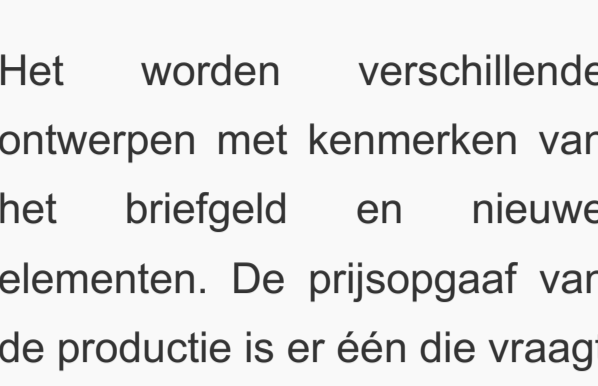 Het worden verschillende
ontwerpen met kenmerken van
het briefgeld en nieuwe
elementen. De prijsopgaaf van
de productie is er één die vraagt